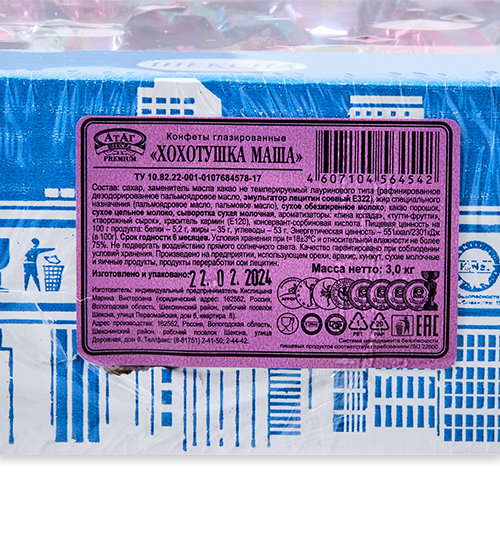 ШЕКСНА
АТАГ
ШЕКСНА
PREMIUM
Конфеты глазированные
«ХОХОТУШКА МАША»
ТУ 10.82.22-001-0107684578-17
4 607104 564542
Состав: сахар, заменитель масла какао не темперируемый лауринового типа (рафинированное
дезодорированное пальмоядровое масло, эмульгатор лецитин соевый Е322), жир специального
назначения (пальмоядровое масло, пальмовое масло), сухое обезжиренное молоко, какао порошок,
сухое цельное молоко, сыворотка сухая молочная, ароматизаторы: «пина колада», «тутти-фрутти»,
«творожный сырок», краситель кармин (Е120), консервант-сорбиновая кислота. Пищевая ценность на
100 г продукта: белки – 5,2 г, жиры – 35 г, углеводы – 53 г. Энергетическая ценность – 551ккал/2301кДж
(в 100г). Срок годности 6 месяцев. Условия хранения при t=18±3°С и относительной влажности не более
75%. Не подвергать воздействию прямого солнечного света. Качество гарантировано при соблюдении
условий хранения. Произведено на предприятии, использующем орехи, арахис, кунжут, сухие молочные
и яичные продукты, продукты переработки сои лецитин.
Изготовлено и упаковано:
22.02.2024
Масса нетто: 3,0 кг
Изготовитель: индивидуальный предприниматель Кислицына
Марина Викторовна (юридический адрес: 162562, Россия,
Вологодская область, Шекснинский район, рабочий поселок
Шексна, улица Первомайская, дом 6, квартира 8).
Адрес производства: 162562, Россия, Вологодская область,
Шекснинский район, рабочий поселок Шексна, улица
Дорожная, дом 8. Тел/факс: (8-81751) 2-41-50; 2-44-42.
EAC
Система менеджмента безопасности
пищевых продуктов соответствует требованиям ISO 22000